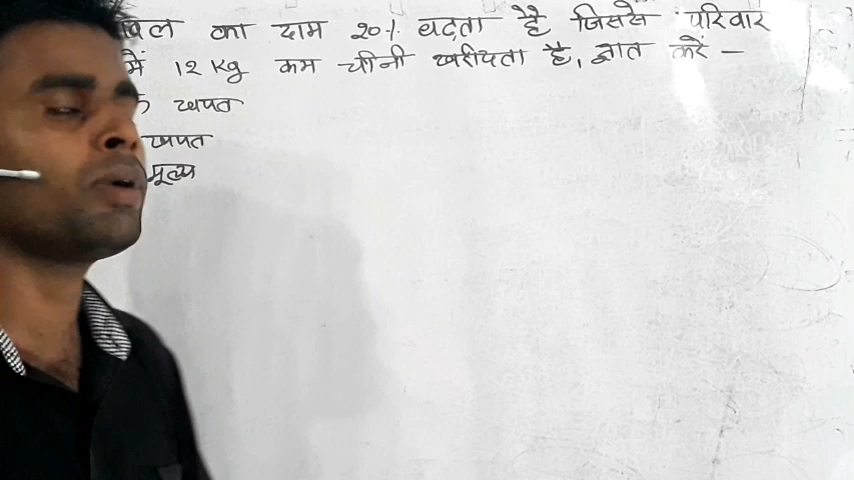 का दाम 20% बढ़ता है जिससे परिवार
में 12 Kg कम चीनी खरीदता है, ज्ञात करें -
खपत
खपत
मूल्य